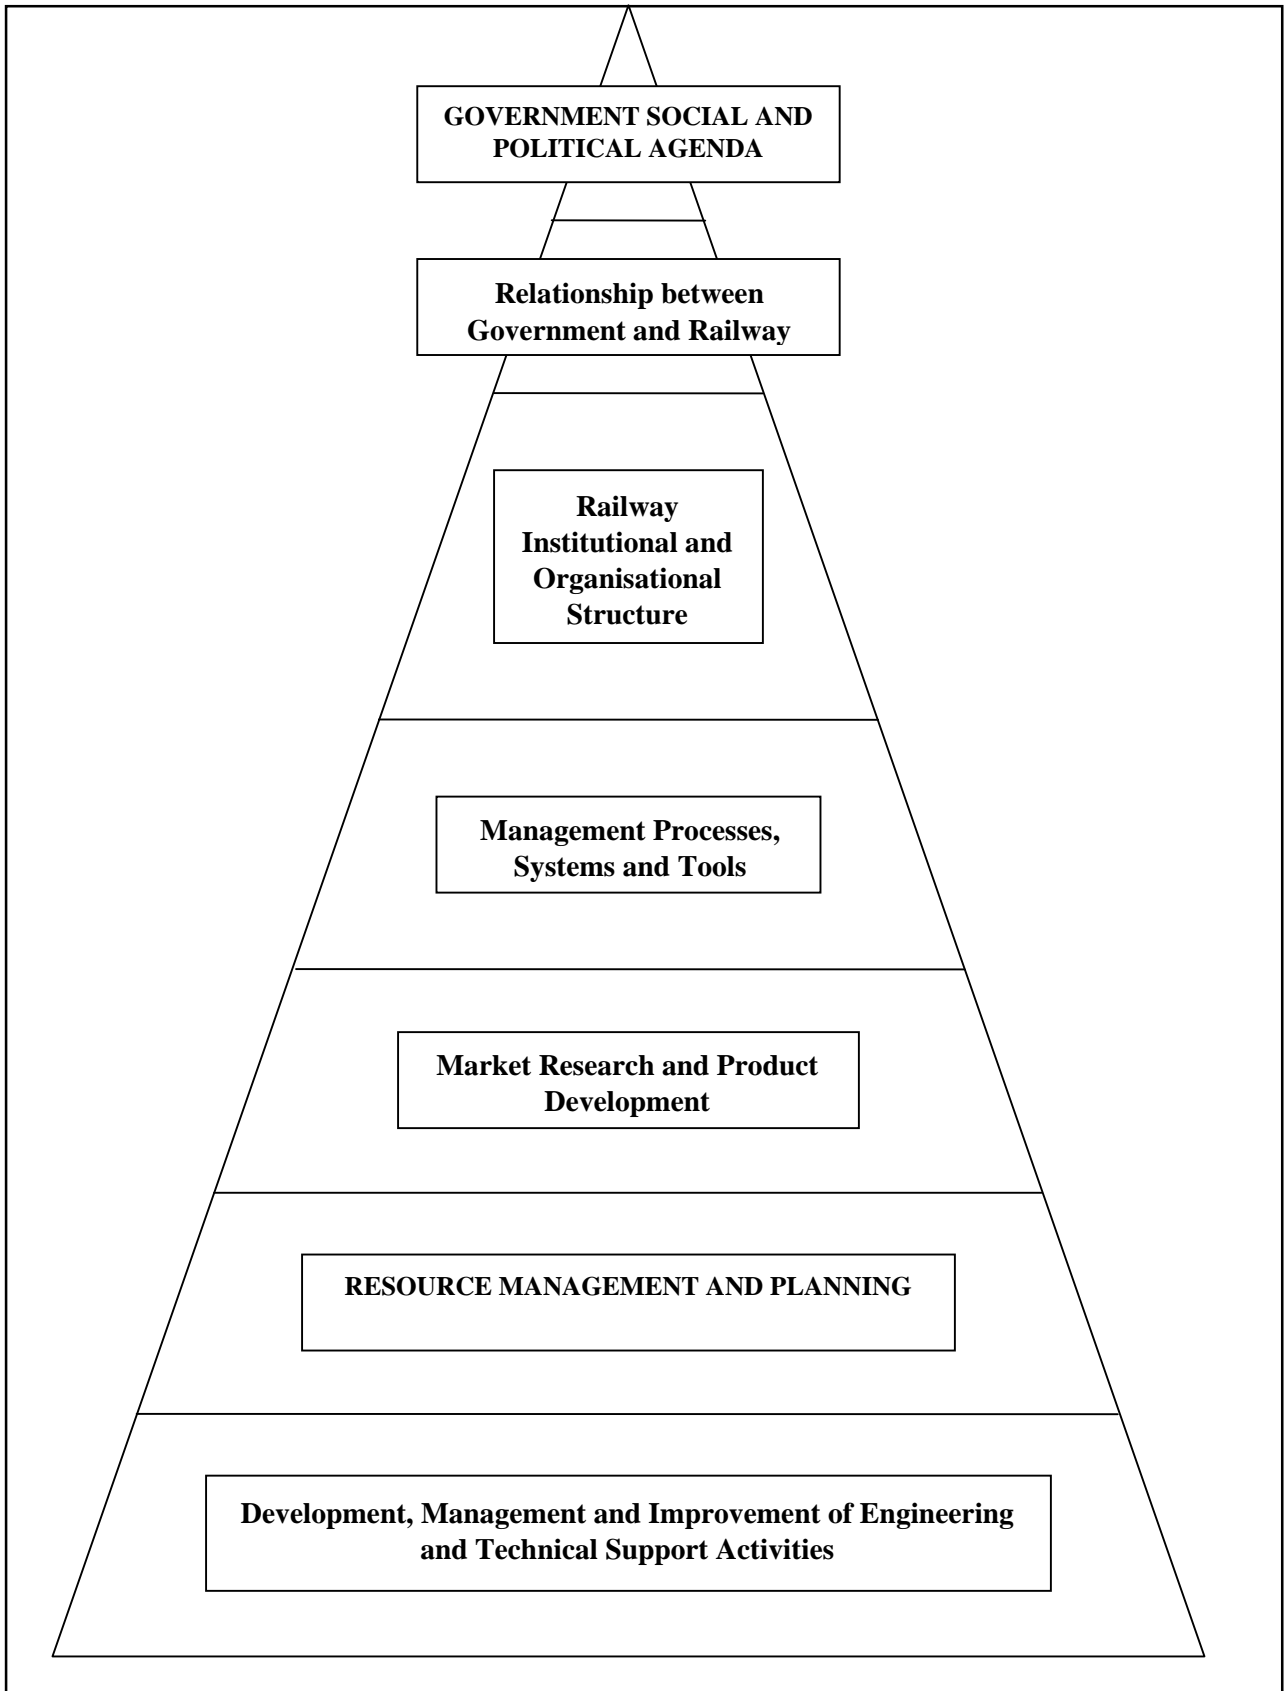 GOVERNMENT SOCIAL AND
POLITICAL AGENDA
Relationship between
Government and Railway
Railway
Institutional and
Organisational
Structure
Management Processes,
Systems and Tools
Market Research and Product
Development
RESOURCE MANAGEMENT AND PLANNING
Development, Management and Improvement of Engineering
and Technical Support Activities